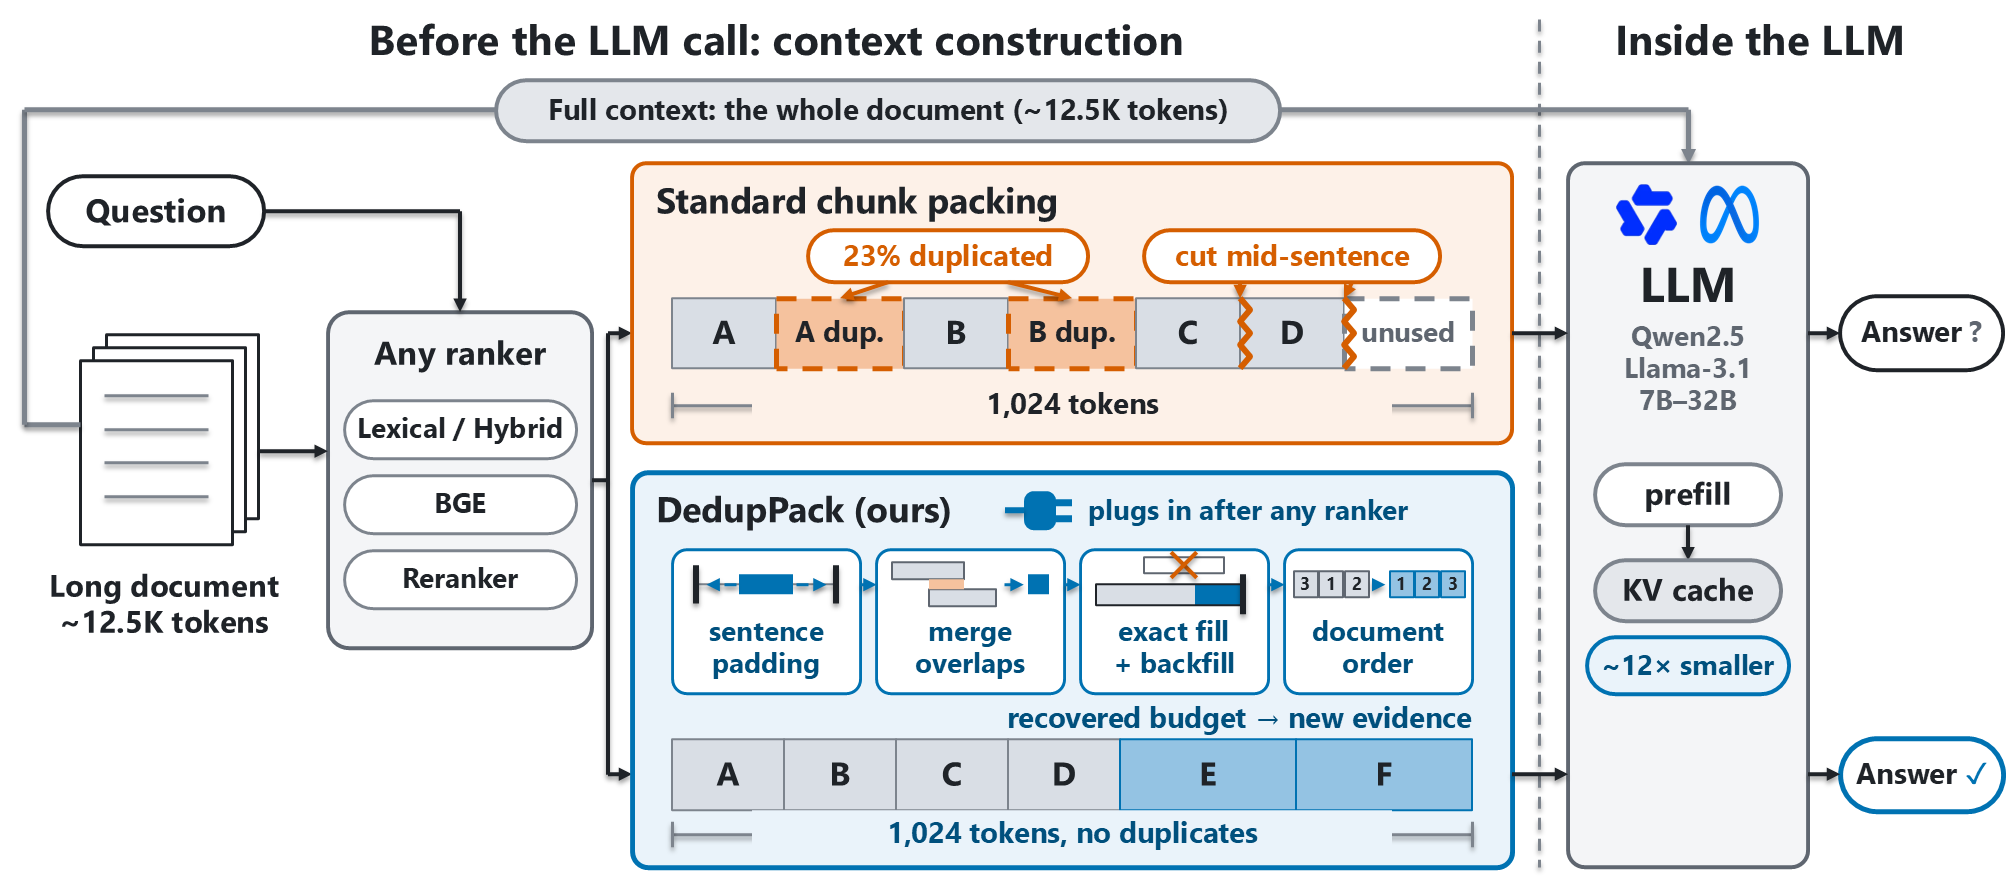 Before the LLM call: context construction
Inside the LLM
Full context: the whole document (~12.5K tokens)
Question
Long document
~12.5K tokens
Any ranker
Lexical / Hybrid
BGE
Reranker
Standard chunk packing
23% duplicated
cut mid-sentence
A
A dup.
B
B dup.
C
D
unused
1,024 tokens
DedupPack (ours)
plugs in after any ranker
sentence
padding
merge
overlaps
exact fill
+ backfill
3 1 2
1 2 3
document
order
recovered budget → new evidence
A
B
C
D
E
F
1,024 tokens, no duplicates
LLM
Qwen2.5
Llama-3.1
7B–32B
prefill
KV cache
~12× smaller
Answer ?
Answer ✓